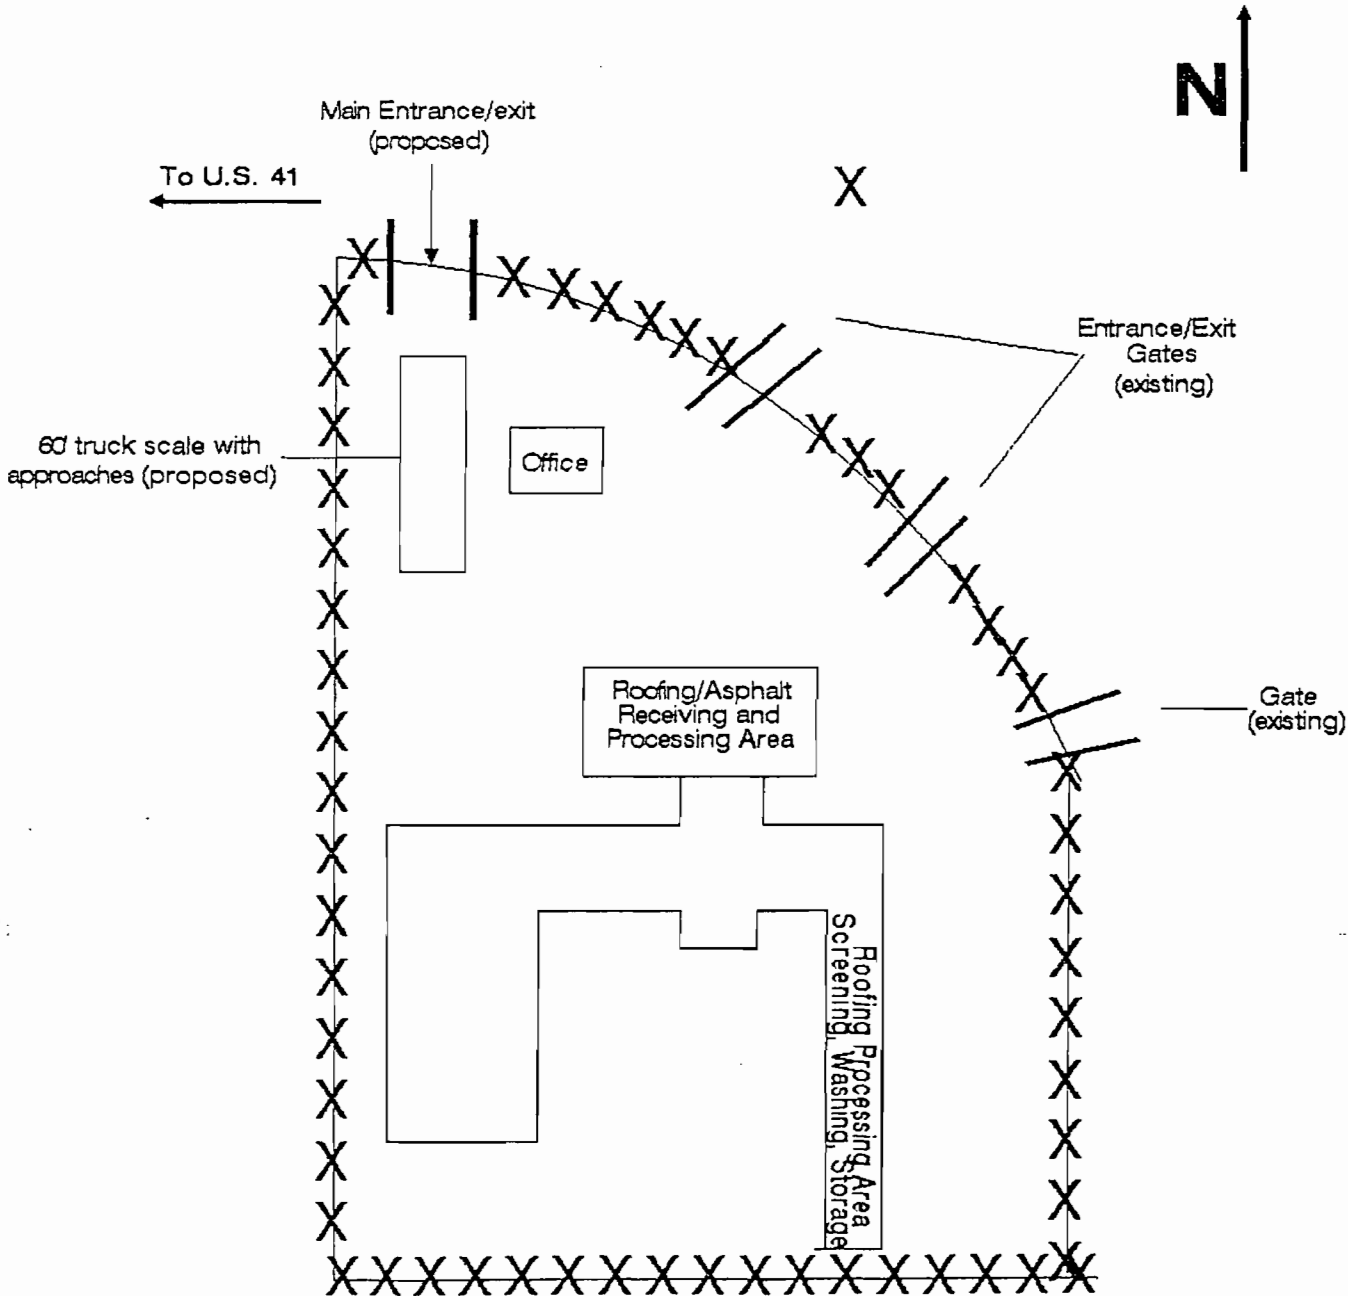 N
Main Entrance/exit
(proposed)
To U.S. 41
Entrance/Exit
Gates
(existing)
60' truck scale with
approaches (proposed)
Office
Roofing/Asphalt
Receiving and
Processing Area
Gate
(existing)
Roofing Processing Area
Screening, Washing, Storage